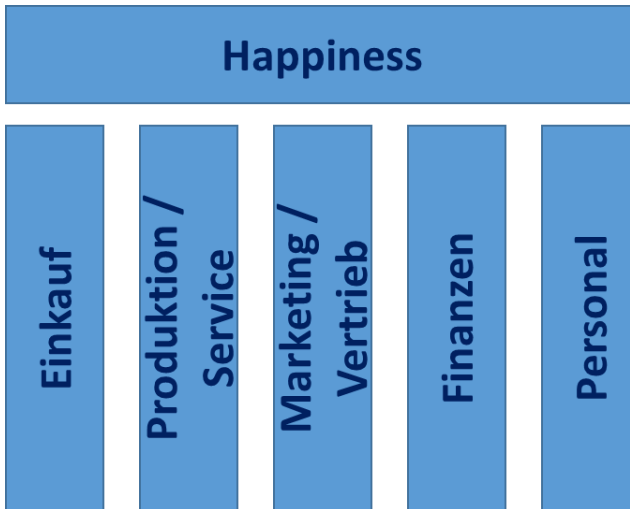 Happiness
Einkauf
Produktion /
Service
Marketing /
Vertrieb
Finanzen
Personal